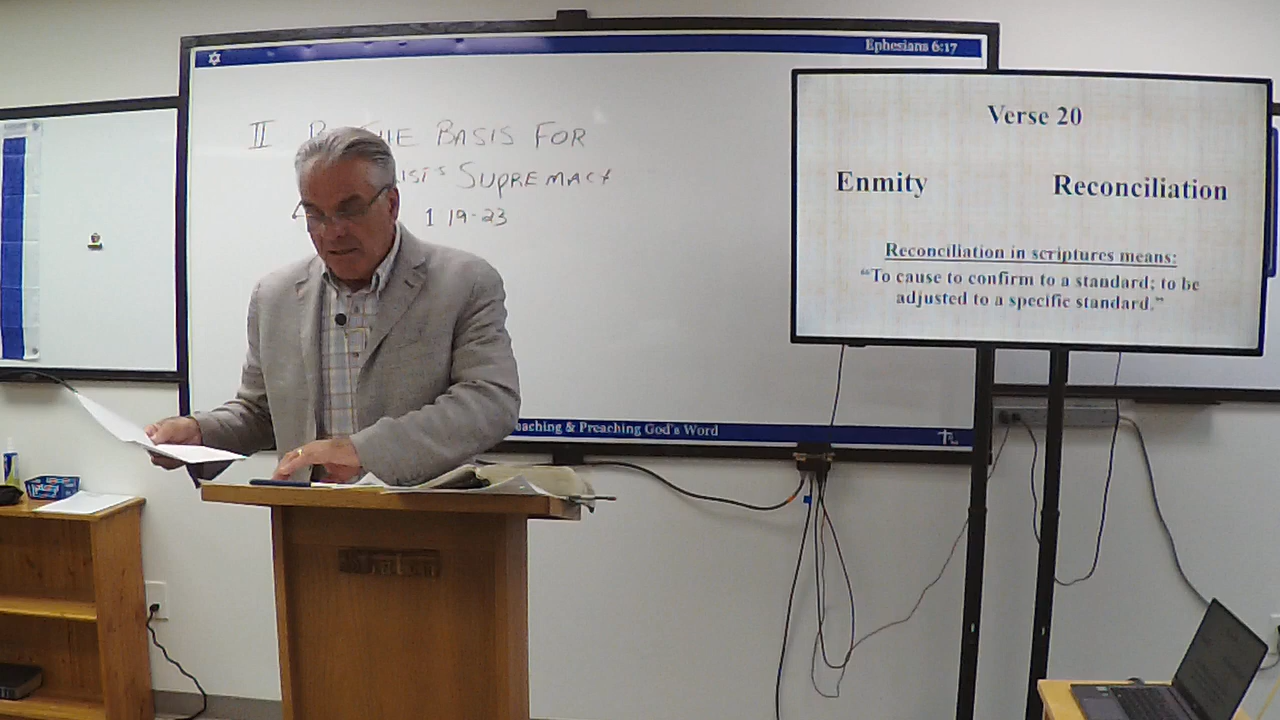 Ephesians 6:17
II B. THE BASIS FOR
SUPREMACY
1 19-23
Verse 20
Enmity Reconciliation
Reconciliation in scriptures means:
“To cause to confirm to a standard; to be
adjusted to a specific standard.”
eaching & Preaching God's Word